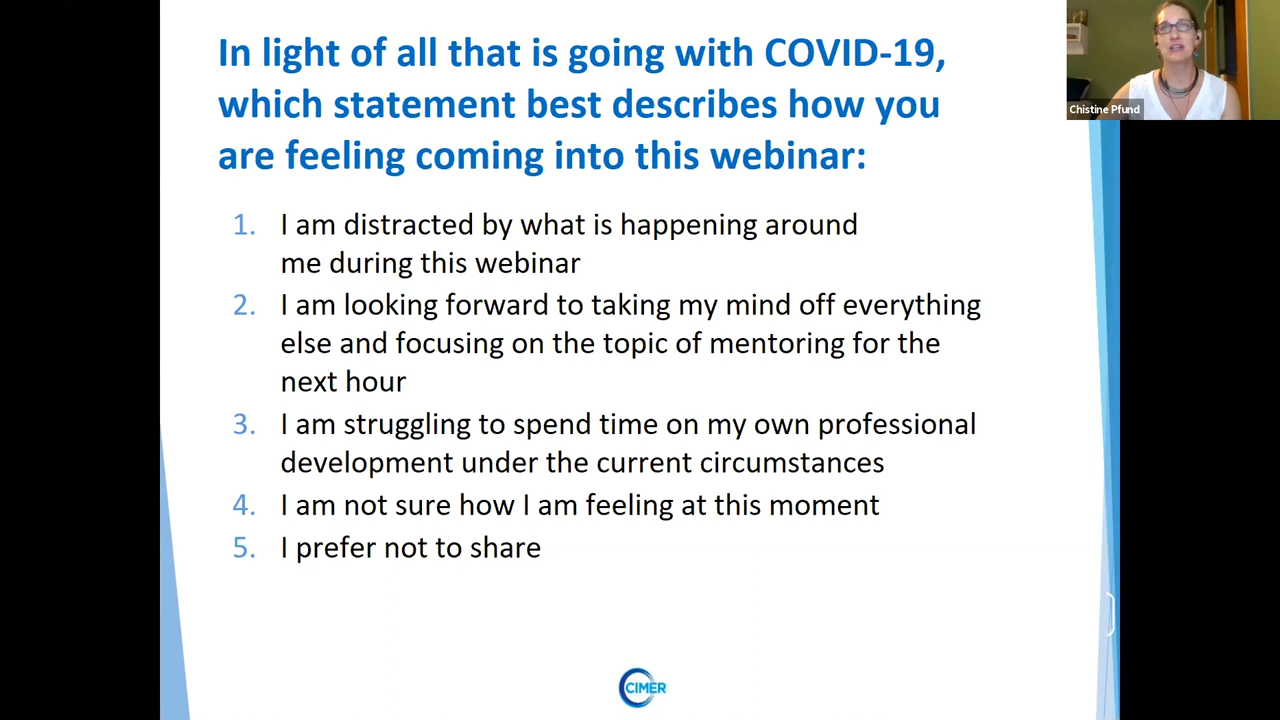 In light of all that is going with COVID-19,
which statement best describes how you
are feeling coming into this webinar:
Chistine Pfund
1. I am distracted by what is happening around
me during this webinar
2. I am looking forward to taking my mind off everything
else and focusing on the topic of mentoring for the
next hour
3. I am struggling to spend time on my own professional
development under the current circumstances
4. I am not sure how I am feeling at this moment
5. I prefer not to share
CIMER